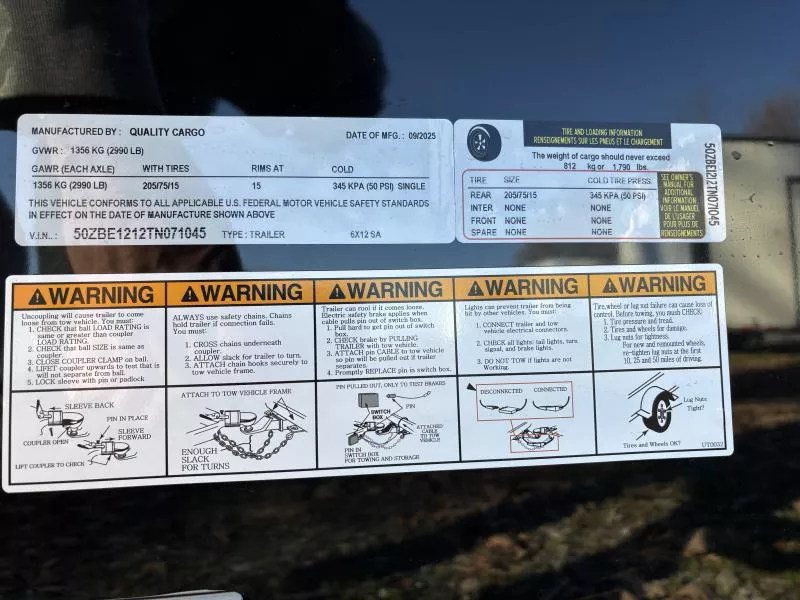 MANUFACTURED BY : QUALITY CARGO DATE OF MFG. : 09/2025
GVWR : 1356 KG (2990 LB)
GAWR (EACH AXLE) WITH TIRES RIMS AT COLD
1356 KG (2990 LB) 205/75/15 15 345 KPA (50 PSI) SINGLE
THIS VEHICLE CONFORMS TO ALL APPLICABLE U.S. FEDERAL MOTOR VEHICLE SAFETY STANDARDS
IN EFFECT ON THE DATE OF MANUFACTURE SHOWN ABOVE
V.I.N.. : 50ZBE1212TN071045 TYPE : TRAILER 6X12 SA
TIRE AND LOADING INFORMATION
RENSEIGNEMENTS SUR LES PNEUS ET LE CHARGEMENT
The weight of cargo should never exceed
812 kg or 1,790 lbs.
TIRE SIZE COLD TIRE PRESS.
REAR 205/75/15 345 KPA (50 PSI)
INTER NONE NONE
FRONT NONE NONE
SPARE NONE NONE
SEE OWNER'S
MANUAL FOR
ADDITIONAL
INFORMATION
VOIR LE MANUEL
DE L'USAGER
POUR PLUS DE
RENSEIGNEMENTS
50ZBE1212TN071045
WARNING
Uncoupling will cause trailer to come
loose from tow vehicle. You must:
1. CHECK that ball LOAD RATING is
same or greater than coupler
LOAD RATING.
2. CHECK that ball SIZE is same as
coupler.
3. CLOSE COUPLER CLAMP on ball.
4. LIFET coupler upwards to test that is
will not separate from ball.
5. LOCK sleeve with pin or padlock
SLEEVE BACK
PIN IN PLACE
COUPLER OPEN
SLEEVE
FORWARD
LIFT COUPLER TO CHECK
WARNING
ALWAYS use safety chains. Chains
hold trailer if connection fails.
You must:
1. CROSS chains underneath
coupler.
2. ALLOW slack for trailer to turn.
3. ATTACH chain hooks securely to
tow vehicle frame.
ATTACH TO TOW VEHICLE FRAME
ENOUGH
SLACK
FOR TURNS
WARNING
Trailer can rool if it comes loose.
Electric safety brake applies when
cable pulls pin out of switch box.
1. Pull hard to get pin out of switch
box.
2. CHECK brake by PULLING
TRAILER with tow vehicle.
3. ATTACH pin CABLE to tow vehicle
so pin will be pulled out if trailer
separates.
4. Promptly REPLACE pin is switch box.
PIN PULLED OUT, ONLY TO TEST BRAKES
PIN
SWITCH
BOX
ATTACHED
CABLE
TO TOW
VEHICLE
PIN IN
SWITCH BOX
FOR TOWING AND STORAGE
WARNING
Lights can prevent trailer from being
hit by other vehicles. You must:
1. CONNECT trailer and tow
vehicle electrical connectors.
2. CHECK all lights: tail lights, turn
signal, and brake lights.
3. DO NOT TOW if lights are not
Working.
DISCONNECTED CONNECTED
WARNING
Tire,wheel or lug nut failure can cause loss of
control. Before towing, you mush CHECK:
1. Tire pressure and tread.
2. Tires and wheels for damage.
3. Lug nuts for tightness.
For new and remounted wheels,
re-tighten lug nuts at the first
10, 25 and 50 miles of driving.
Lug Nuts
Tight?
Tires and Wheels OK?
UT0032